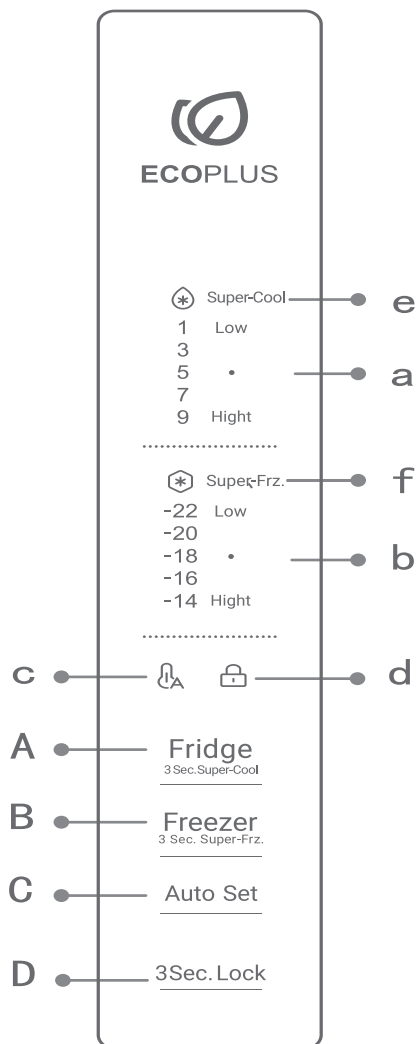 ECOPLUS
Super-Cool e
1 Low
3
5 • a
7
9 Hight
Super-Frz. f
-22 Low
-20
-18 • b
-16
-14 Hight
c d
A Fridge
3 Sec. Super-Cool
B Freezer
3 Sec. Super-Frz.
C Auto Set
D 3Sec. Lock